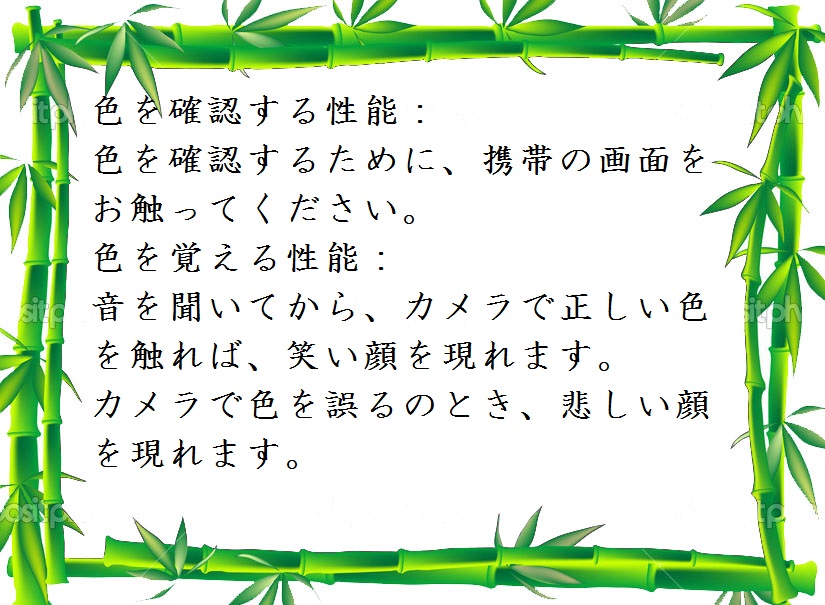 色を確認する性能：
色を確認するために、携帯の画面を
お触ってください。
色を覚える性能：
音を聞いてから、カメラで正しい色
を触れば、笑い顔を現れます。
カメラで色を誤るのとき、悲しい顔
を現れます。